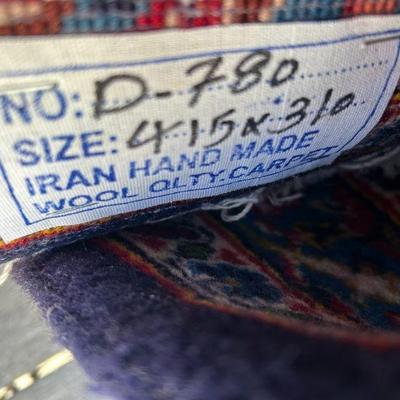 NO: D-780
SIZE: 415x310
IRAN HAND MADE
WOOL QLTY.CARPET